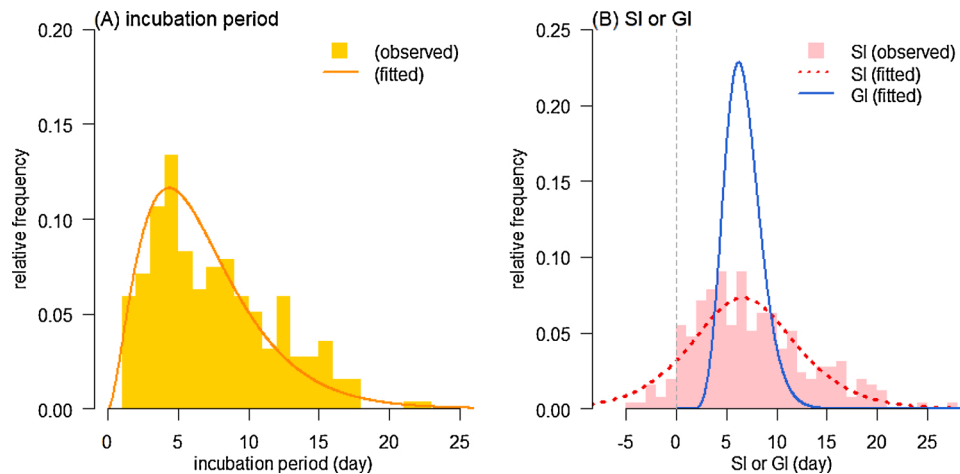 (A) incubation period
0.20
0.15
0.10
0.05
0.00
relative frequency
(observed)
(fitted)
0 5 10 15 20 25
incubation period (day)
(B) SI or GI
0.25
0.20
0.15
0.10
0.05
0.00
relative frequency
SI (observed)
SI (fitted)
GI (fitted)
-5 0 5 10 15 20 25
SI or GI (day)